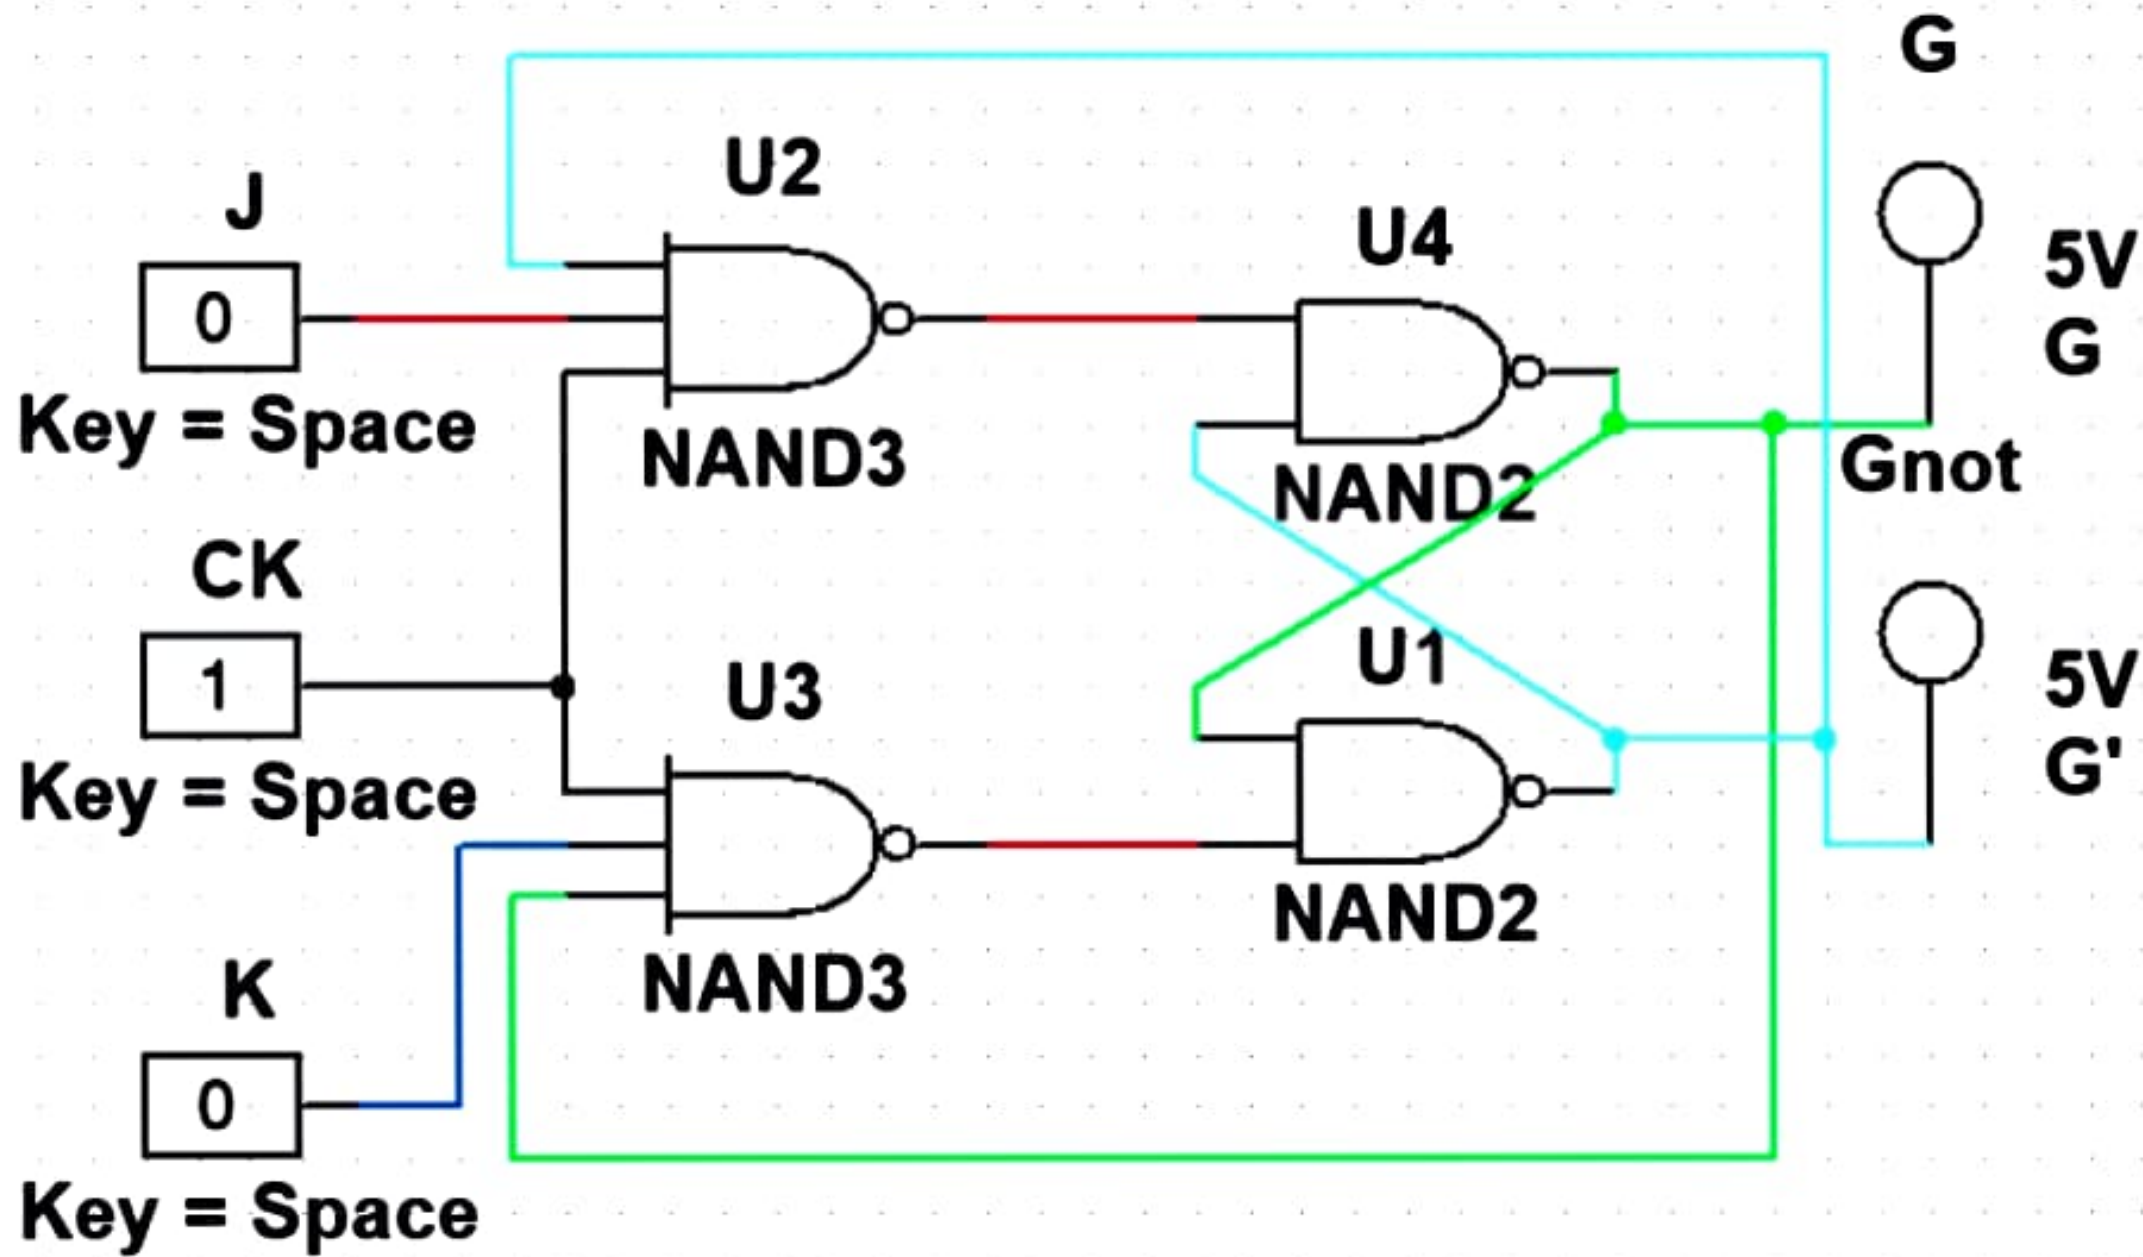 G
U2
J
U4
0
5V
G
Key = Space
NAND3
Gnot
NAND2
CK
U1
1
U3
5V
G'
Key = Space
NAND2
K
NAND3
0
Key = Space